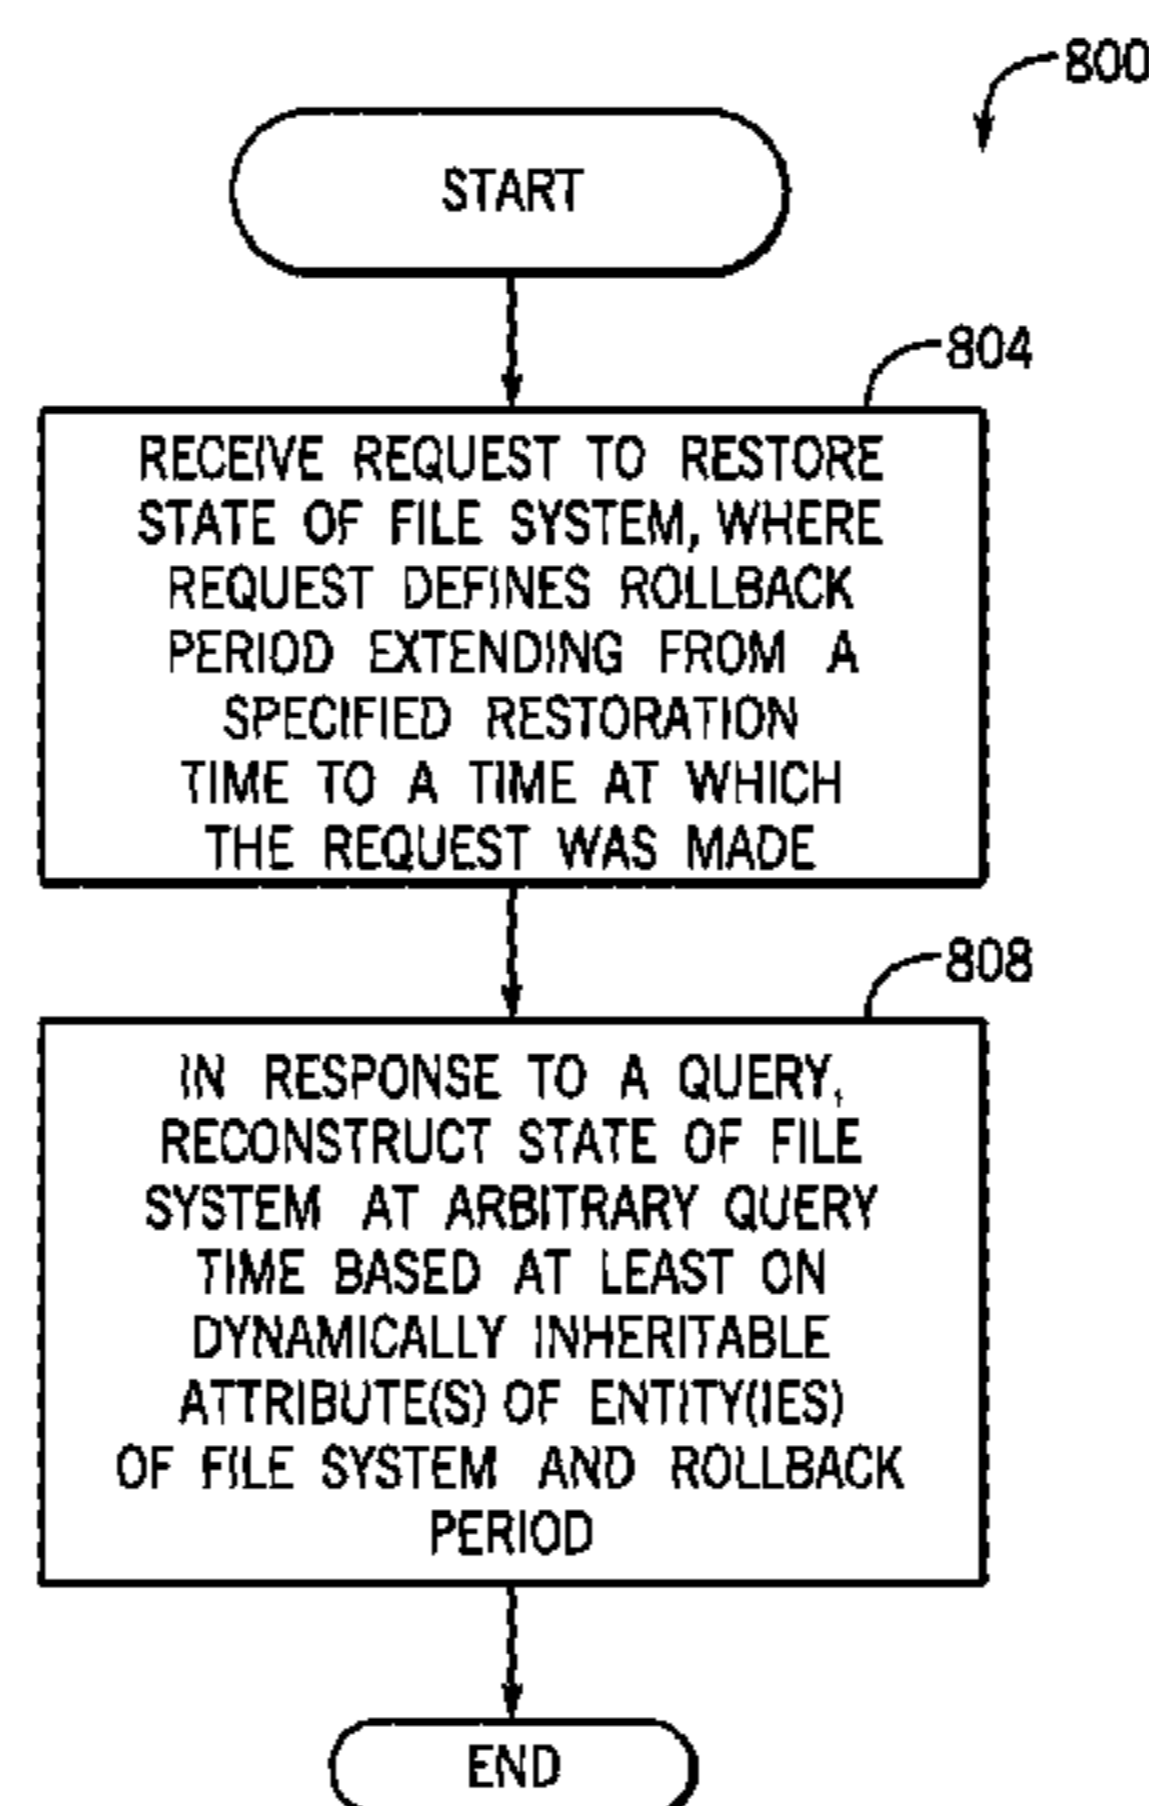 800
START
804
RECEIVE REQUEST TO RESTORE
STATE OF FILE SYSTEM, WHERE
REQUEST DEFINES ROLLBACK
PERIOD EXTENDING FROM A
SPECIFIED RESTORATION
TIME TO A TIME AT WHICH
THE REQUEST WAS MADE
808
IN RESPONSE TO A QUERY,
RECONSTRUCT STATE OF FILE
SYSTEM AT ARBITRARY QUERY
TIME BASED AT LEAST ON
DYNAMICALLY INHERITABLE
ATTRIBUTE(S) OF ENTITY(IES)
OF FILE SYSTEM AND ROLLBACK
PERIOD
END